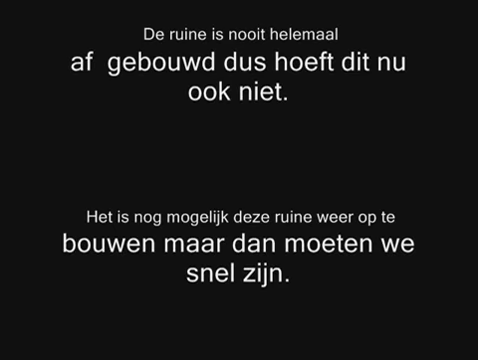 De ruine is nooit helemaal
af gebouwd dus hoeft dit nu
ook niet.
Het is nog mogelijk deze ruine weer op te
bouwen maar dan moeten we
snel zijn.